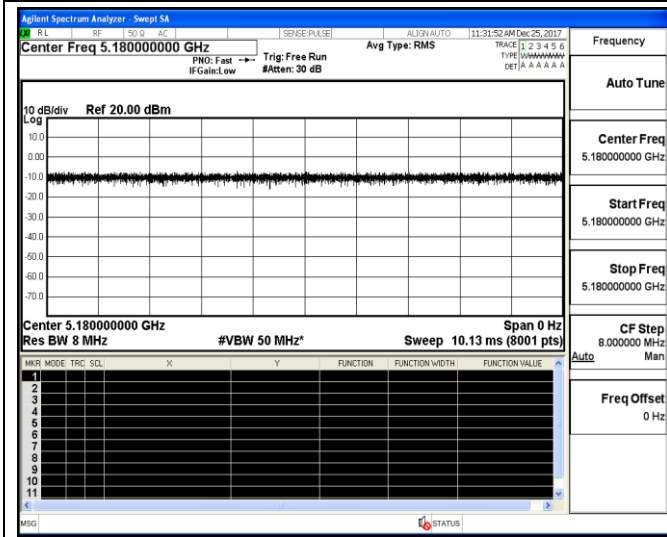 Agilent Spectrum Analyzer - Swept SA
RL RF 50 Ω AC SENSE:PULSE ALIGN AUTO 11:31:52 AM Dec 25, 2017
Center Freq 5.180000000 GHz Avg Type: RMS TRACE 1 2 3 4 5 6
PNO: Fast Trig: Free Run TYPE WWWWWW
IFGain:Low #Atten: 30 dB DET A A A A A A
Frequency
Auto Tune
Center Freq
5.180000000 GHz
Start Freq
5.180000000 GHz
Stop Freq
5.180000000 GHz
CF Step
8.000000 MHz
Auto Man
Freq Offset
0 Hz
10 dB/div Ref 20.00 dBm
Log
10.0
0.00
-10.0
-20.0
-30.0
-40.0
-50.0
-60.0
-70.0
Center 5.180000000 GHz Span 0 Hz
Res BW 8 MHz #VBW 50 MHz* Sweep 10.13 ms (8001 pts)
MKR MODE TRC SCL X Y FUNCTION FUNCTION WIDTH FUNCTION VALUE
1
2
3
4
5
6
7
8
9
10
11
MSG STATUS